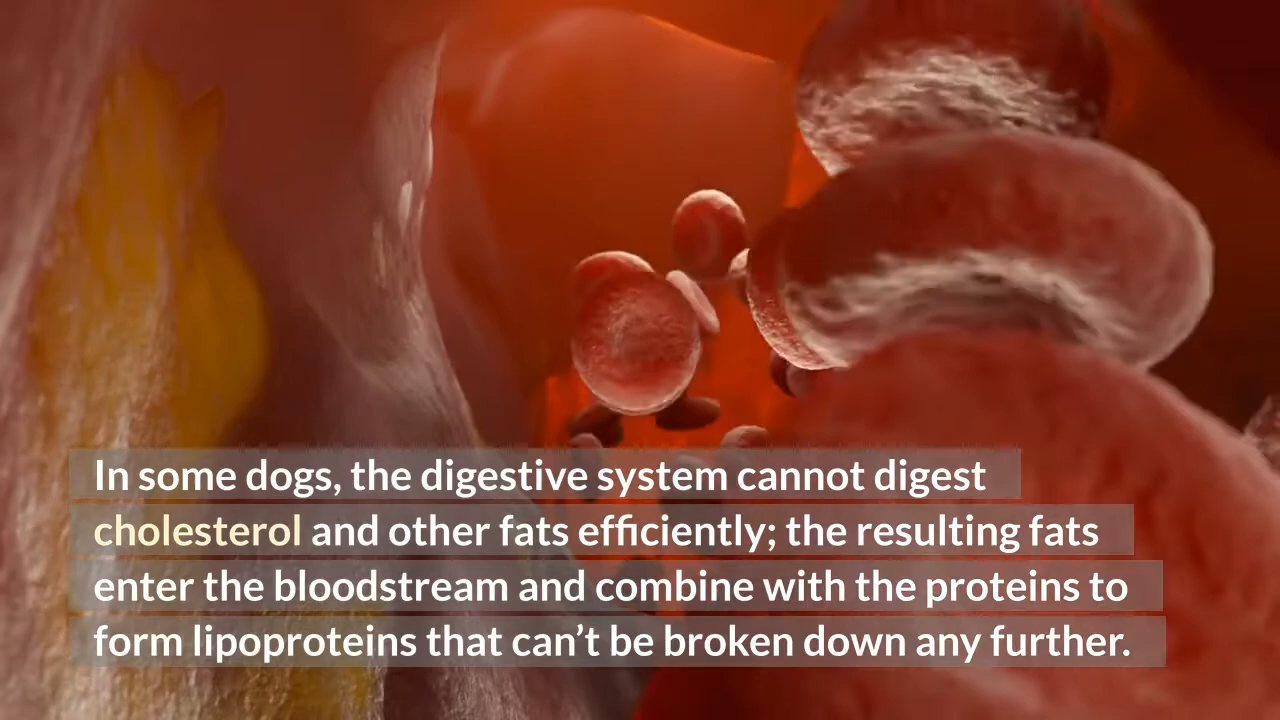 In some dogs, the digestive system cannot digest
cholesterol and other fats efficiently; the resulting fats
enter the bloodstream and combine with the proteins to
form lipoproteins that can’t be broken down any further.